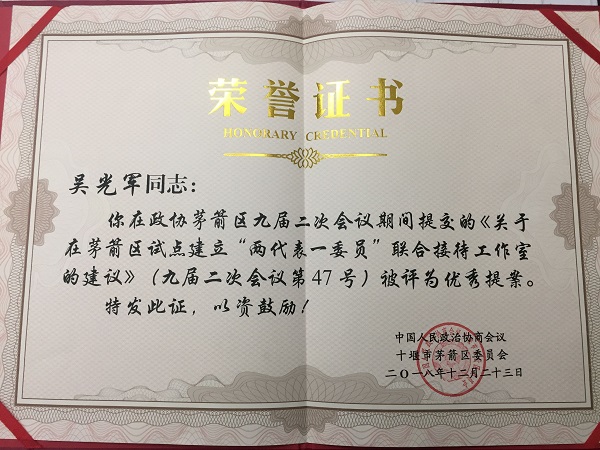 荣誉证书
HONORARY CREDENTIAL
吴光军同志：
你在政协茅箭区九届二次会议期间提交的《关于
在茅箭区试点建立“两代表一委员”联合接待工作室
的建议》（九届二次会议第47号）被评为优秀提案。
特发此证，以资鼓励！
中国人民政治协商会议
十堰市茅箭区委员会
二〇一八年十二月二十三日